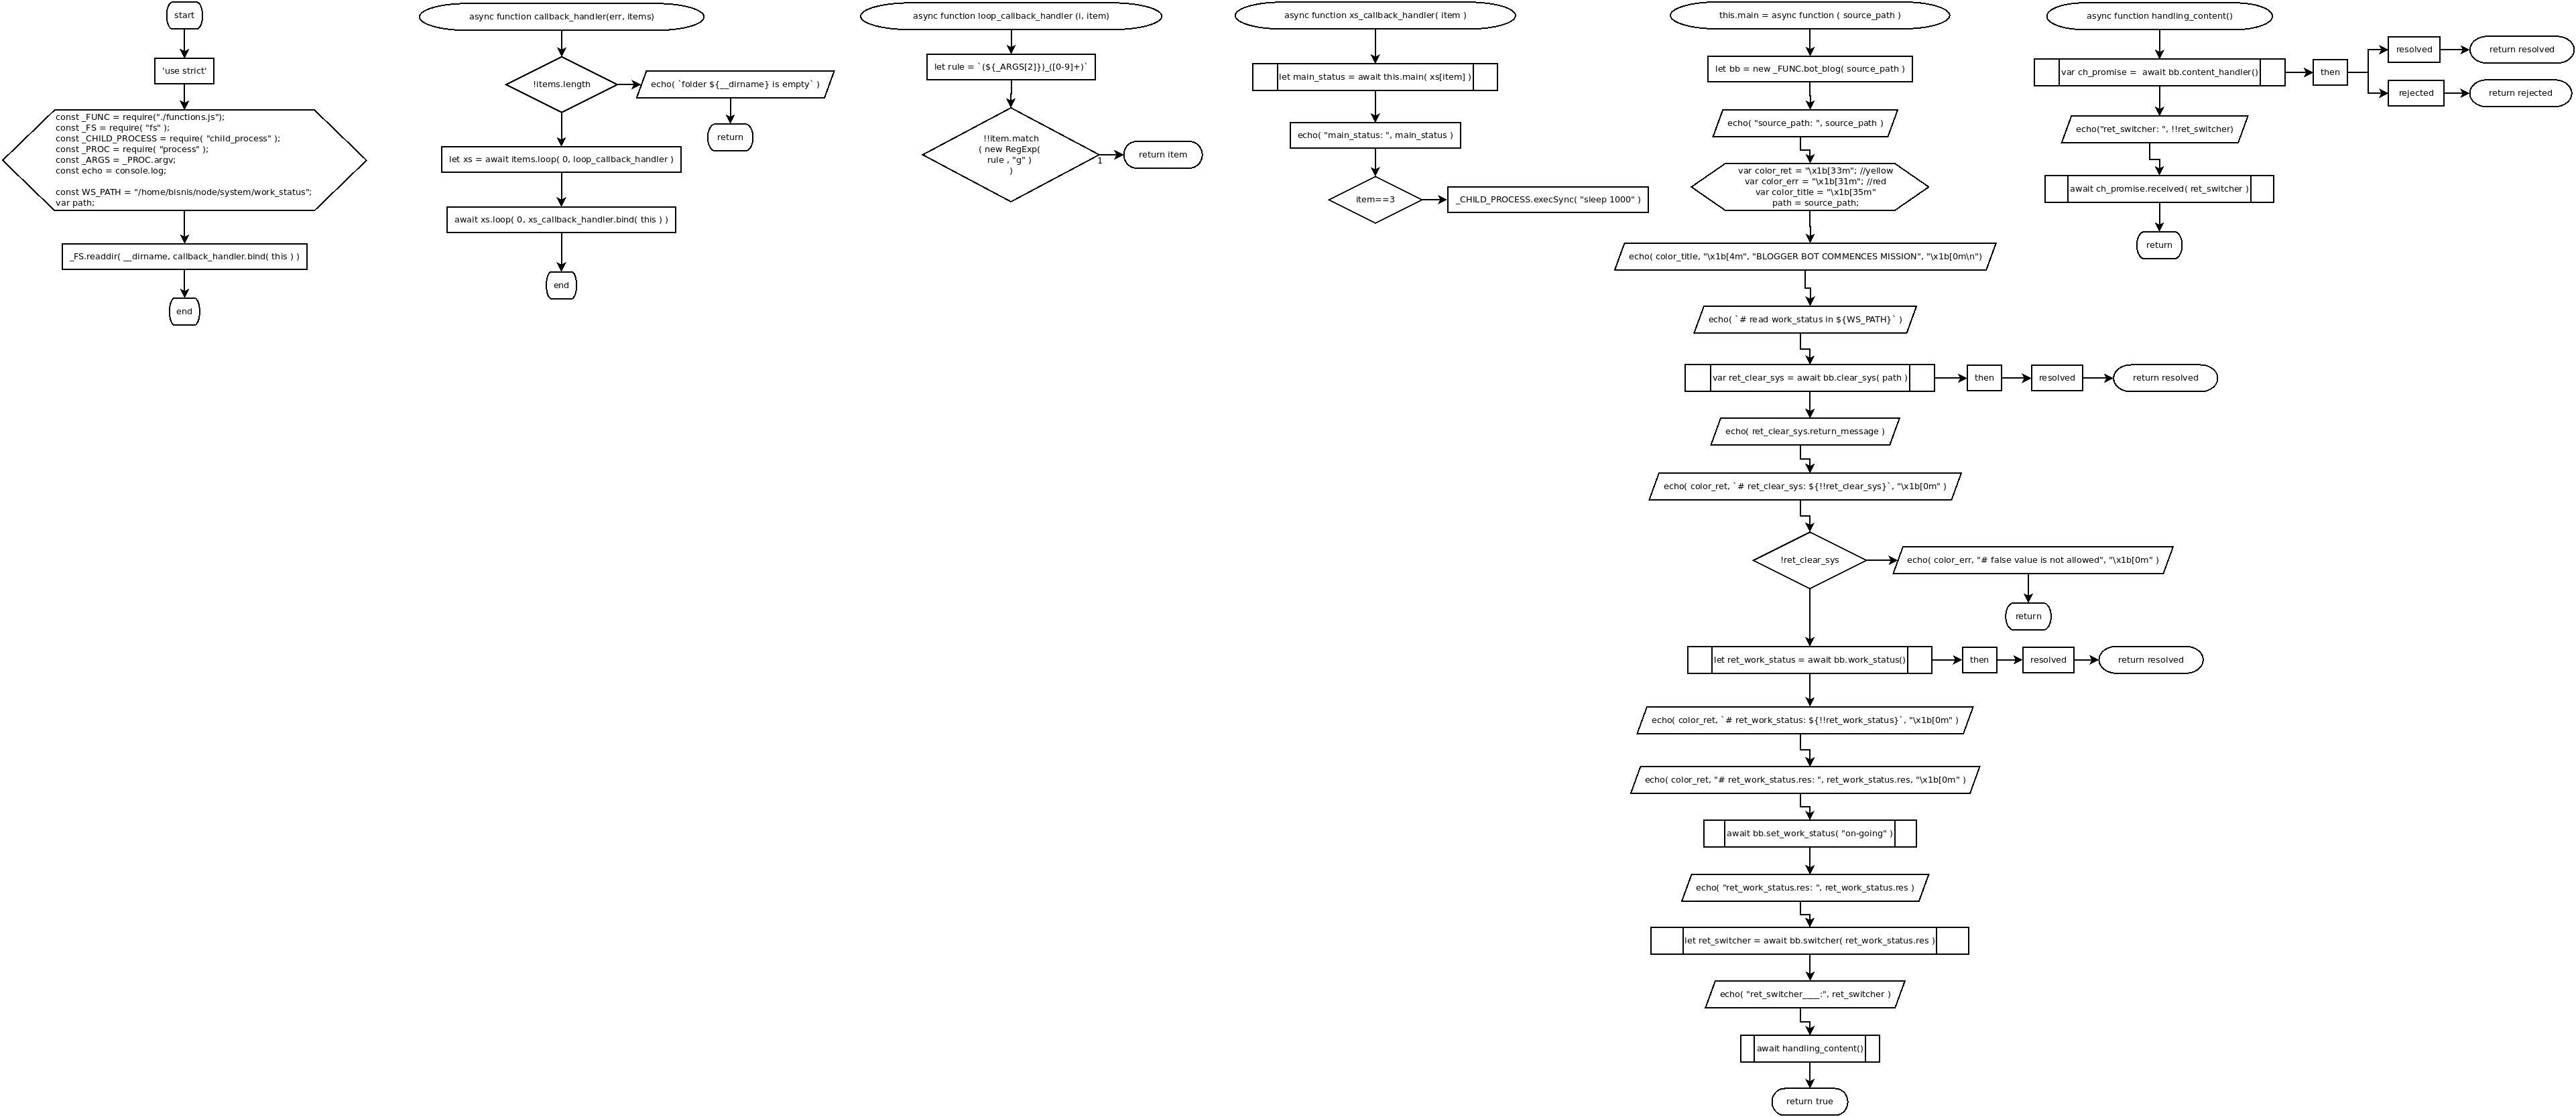 start
'use strict'
const _FUNC = require("./functions.js");
const _FS = require( "fs" );
const _CHILD_PROCESS = require( "child_process" );
const _PROC = require( "process" );
const _ARGS = _PROC.argv;
const echo = console.log;
const WS_PATH = "/home/bisnis/node/system/work_status";
var path;
_FS.readdir( __dirname, callback_handler.bind( this ) )
end
async function callback_handler(err, items)
!items.length
echo( `folder ${__dirname} is empty` )
return
let xs = await items.loop( 0, loop_callback_handler )
await xs.loop( 0, xs_callback_handler.bind( this ) )
end
async function loop_callback_handler (i, item)
let rule = `(${_ARGS[2]})_([0-9]+)`
!!item.match
( new RegExp(
rule , "g" )
)
1
return item
async function xs_callback_handler( item )
let main_status = await this.main( xs[item] )
echo( "main_status: ", main_status )
item==3
_CHILD_PROCESS.execSync( "sleep 1000" )
this.main = async function ( source_path )
let bb = new _FUNC.bot_blog( source_path )
echo( "source_path: ", source_path )
var color_ret = "\x1b[33m"; //yellow
var color_err = "\x1b[31m"; //red
var color_title = "\x1b[35m"
path = source_path;
echo( color_title, "\x1b[4m", "BLOGGER BOT COMMENCES MISSION", "\x1b[0m\n")
echo( `# read work_status in ${WS_PATH}` )
var ret_clear_sys = await bb.clear_sys( path )
then
resolved
return resolved
echo( ret_clear_sys.return_message )
echo( color_ret, `# ret_clear_sys: ${!!ret_clear_sys}`, "\x1b[0m" )
!ret_clear_sys
echo( color_err, "# false value is not allowed", "\x1b[0m" )
return
let ret_work_status = await bb.work_status()
then
resolved
return resolved
echo( color_ret, `# ret_work_status: ${!!ret_work_status}`, "\x1b[0m" )
echo( color_ret, "# ret_work_status.res: ", ret_work_status.res, "\x1b[0m" )
await bb.set_work_status( "on-going" )
echo( "ret_work_status.res: ", ret_work_status.res )
let ret_switcher = await bb.switcher( ret_work_status.res )
echo( "ret_switcher____:", ret_switcher )
await handling_content()
return true
async function handling_content()
var ch_promise =  await bb.content_handler()
then
resolved
return resolved
rejected
return rejected
echo("ret_switcher: ", !!ret_switcher)
await ch_promise.received( ret_switcher )
return